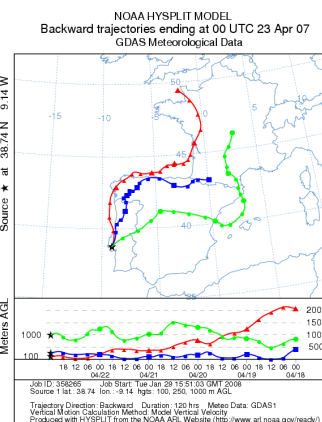 NOAA HYSPLIT MODEL
Backward trajectories ending at 00 UTC 23 Apr 07
GDAS Meteorological Data
Source ★ at 38.74 N 9.14 W
50
-15
-10
-5
5
10
45
40
35
Meters AGL
1000
100
200
150
100
500
18 12 06 00 18 12 06 00 18 12 06 00 18 12 06 00 18 12 06 00
04/22 04/21 04/20 04/19 04/18
Job ID: 358265 Job Start: Tue Jan 29 15:51:03 GMT 2008
Source 1 lat.: 38.74 lon.: -9.14 hgts: 100, 250, 1000 m AGL
Trajectory Direction: Backward Duration: 120 hrs Meteo Data: GDAS1
Vertical Motion Calculation Method: Model Vertical Velocity
Produced with HYSPLIT from the NOAA ARL Website (http://www.arl.noaa.gov/ready/)